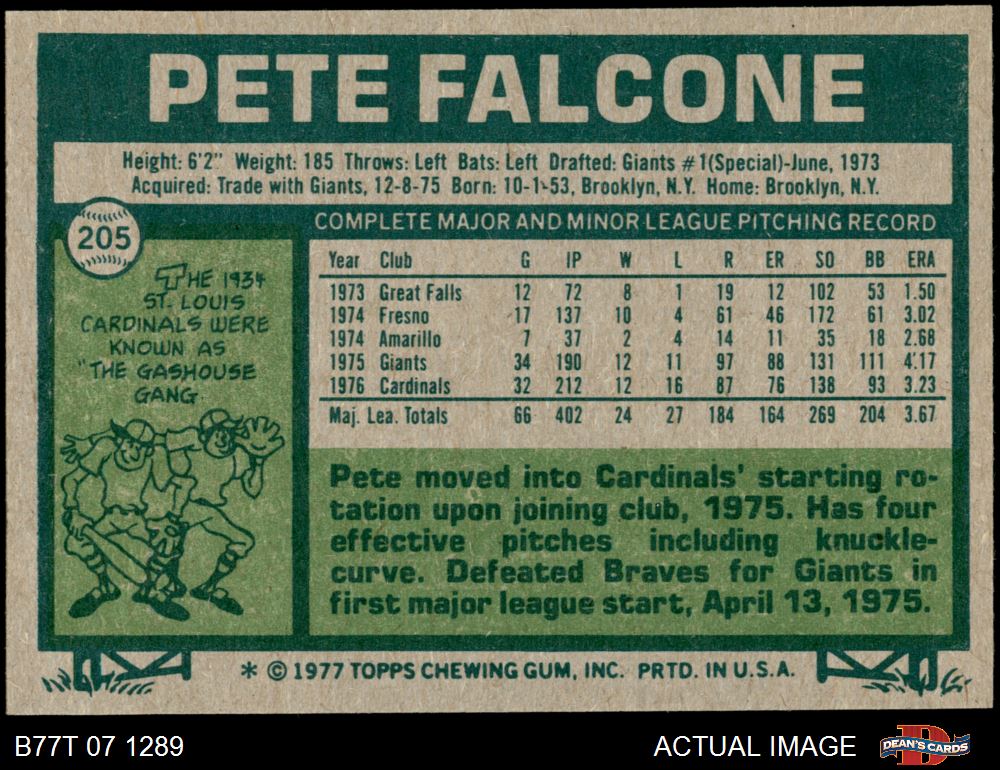 PETE FALCONE
Height: 6'2" Weight: 185 Throws: Left Bats: Left Drafted: Giants #1(Special)-June, 1973
Acquired: Trade with Giants, 12-8-75 Born: 10-1-53, Brooklyn, N.Y. Home: Brooklyn, N.Y.
205
THE 1934
ST. LOUIS
CARDINALS WERE
KNOWN AS
"THE GASHOUSE
GANG.
COMPLETE MAJOR AND MINOR LEAGUE PITCHING RECORD
Year Club G IP W L R ER SO BB ERA
1973 Great Falls 12 72 8 1 19 12 102 53 1.50
1974 Fresno 17 137 10 4 61 46 172 61 3.02
1974 Amarillo 7 37 2 4 14 11 35 18 2.68
1975 Giants 34 190 12 11 97 88 131 111 4.17
1976 Cardinals 32 212 12 16 87 76 138 93 3.23
Maj. Lea. Totals 66 402 24 27 184 164 269 204 3.67
Pete moved into Cardinals' starting ro-
tation upon joining club, 1975. Has four
effective pitches including knuckle-
curve. Defeated Braves for Giants in
first major league start, April 13, 1975.
* © 1977 TOPPS CHEWING GUM, INC. PRTD. IN U.S.A.
B77T 07 1289
ACTUAL IMAGE
D
DEAN'S CARDS